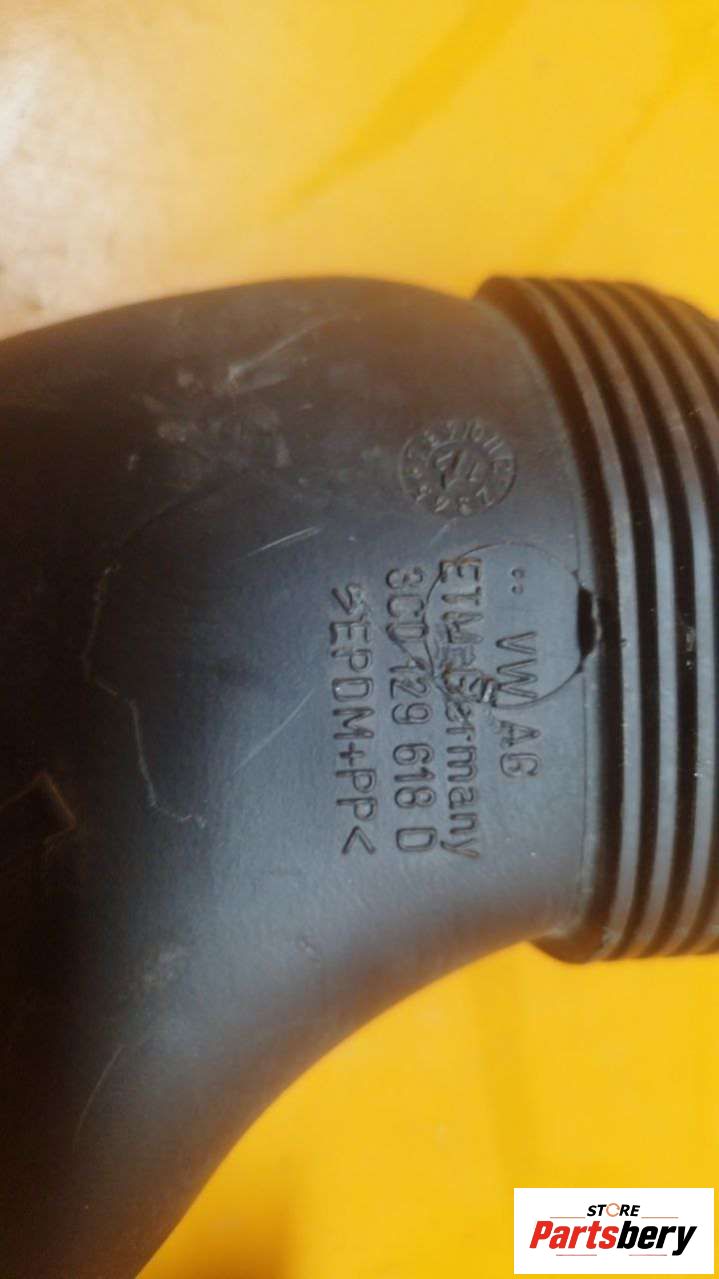 VW AG
ETM-Germany
3C0 129 618 D
>EPDM+PP<
STORE
Partsbery